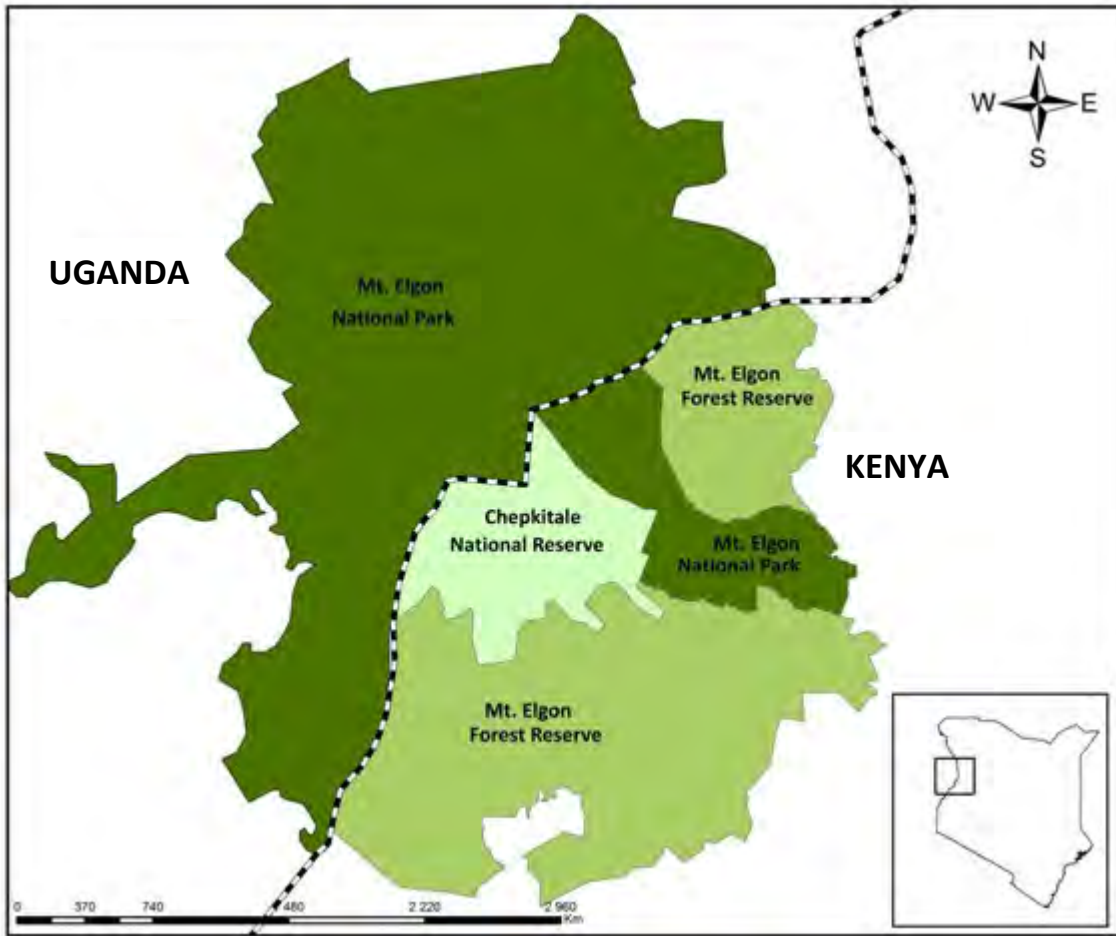 N
W E
S
UGANDA
Mt. Elgon
National Park
Mt. Elgon
Forest Reserve
KENYA
Chepkitale
National Reserve
Mt. Elgon
National Park
Mt. Elgon
Forest Reserve
0 370 740 480 2 220 2 960
Km